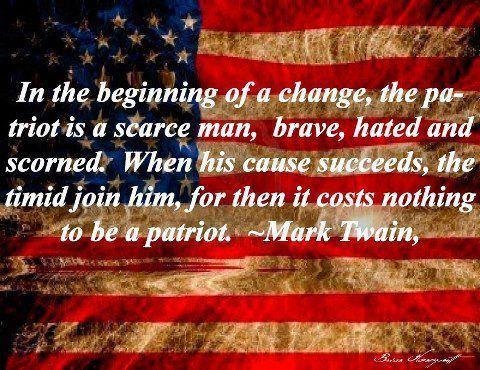 In the beginning of a change, the pa-
triot is a scarce man, brave, hated and
scorned. When his cause succeeds, the
timid join him, for then it costs nothing
to be a patriot. ~Mark Twain,